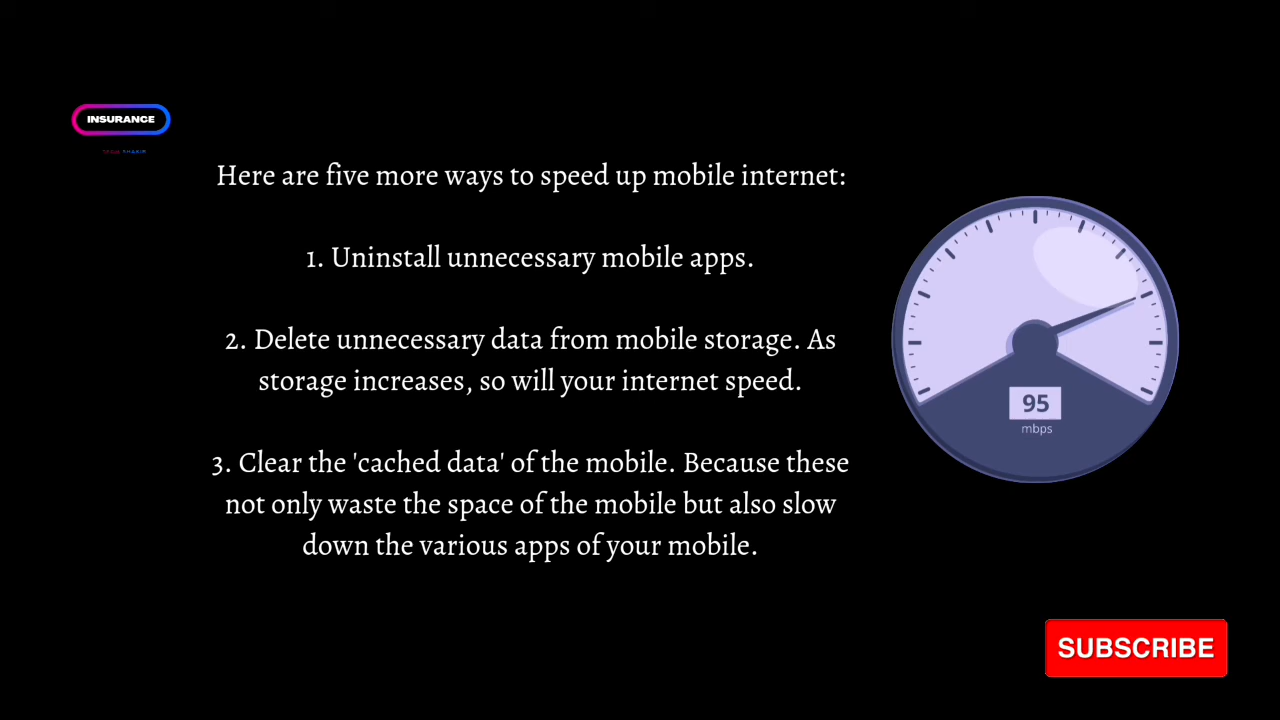 INSURANCE
Here are five more ways to speed up mobile internet:
1. Uninstall unnecessary mobile apps.
2. Delete unnecessary data from mobile storage. As
storage increases, so will your internet speed.
3. Clear the 'cached data' of the mobile. Because these
not only waste the space of the mobile but also slow
down the various apps of your mobile.
95
mbps
SUBSCRIBE